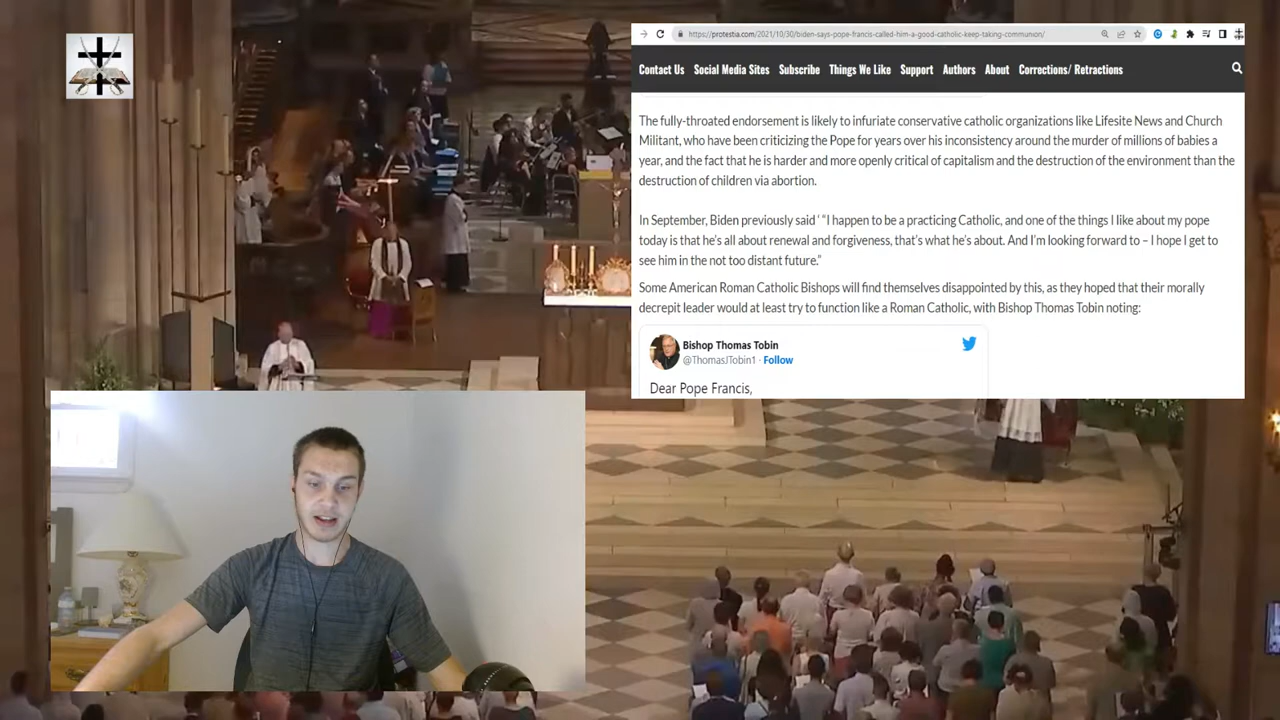 https://protestia.com/2021/10/30/biden-says-pope-francis-called-him-a-good-catholic-keep-taking-communion/
Contact Us Social Media Sites Subscribe Things We Like Support Authors About Corrections/ Retractions
The fully-throated endorsement is likely to infuriate conservative catholic organizations like Lifesite News and Church
Militant, who have been criticizing the Pope for years over his inconsistency around the murder of millions of babies a
year, and the fact that he is harder and more openly critical of capitalism and the destruction of the environment than the
destruction of children via abortion.
In September, Biden previously said ‘ “I happen to be a practicing Catholic, and one of the things I like about my pope
today is that he’s all about renewal and forgiveness, that’s what he’s about. And I’m looking forward to – I hope I get to
see him in the not too distant future.”
Some American Roman Catholic Bishops will find themselves disappointed by this, as they hoped that their morally
decrepit leader would at least try to function like a Roman Catholic, with Bishop Thomas Tobin noting:
Bishop Thomas Tobin
@ThomasJTobin1 · Follow
Dear Pope Francis,